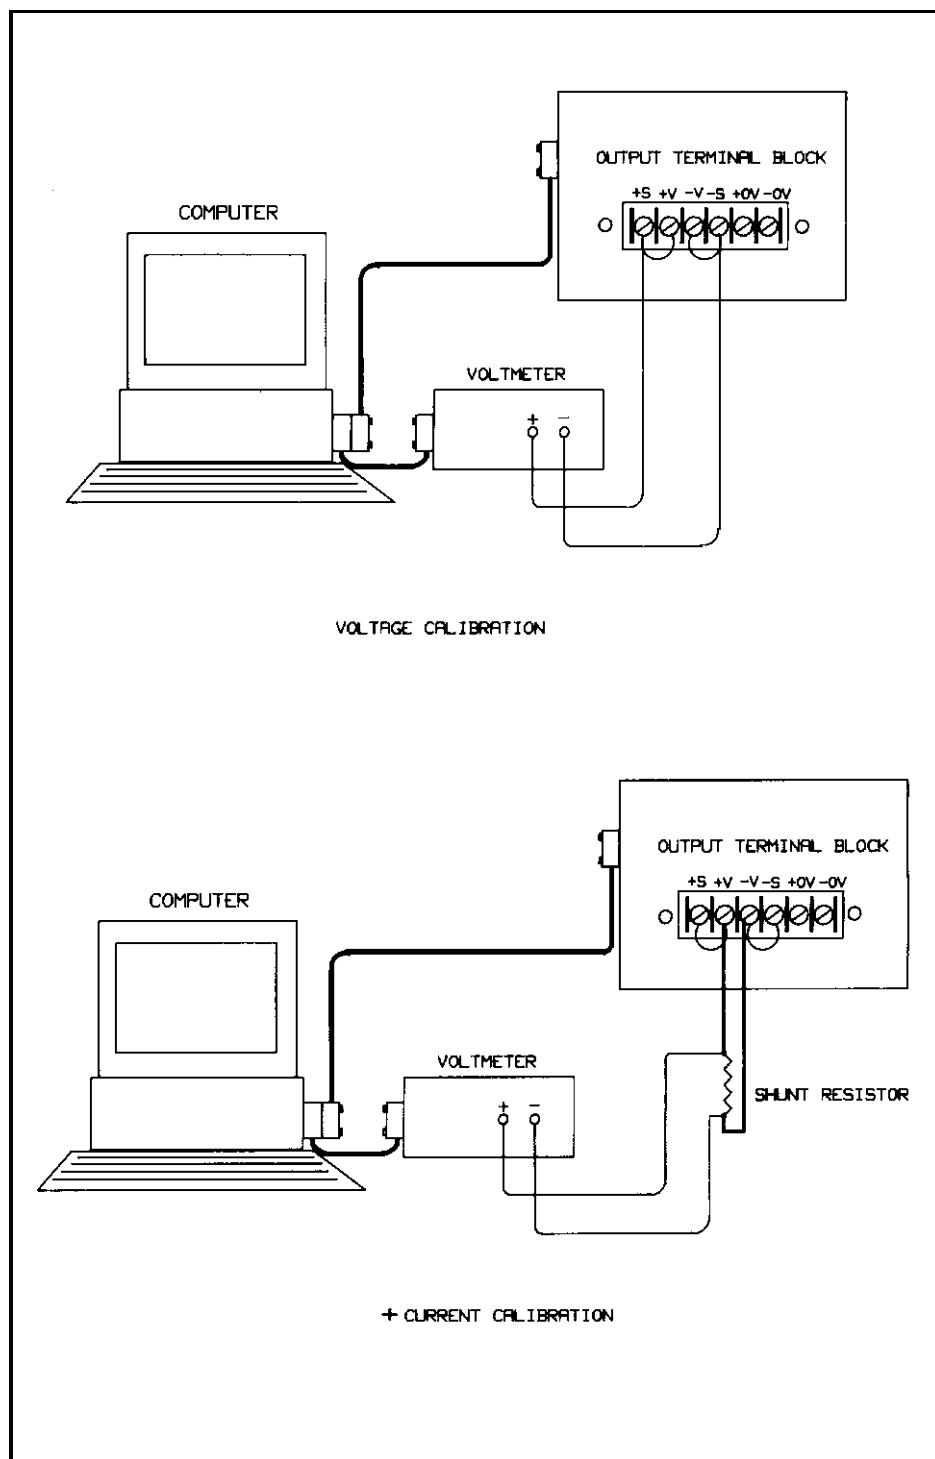 OUTPUT TERMINAL BLOCK
+S +V -V -S +OV -OV
COMPUTER
VOLTMETER
+ -
VOLTAGE CALIBRATION
OUTPUT TERMINAL BLOCK
+S +V -V -S +OV -OV
COMPUTER
VOLTMETER
+ -
SHUNT RESISTOR
+ CURRENT CALIBRATION